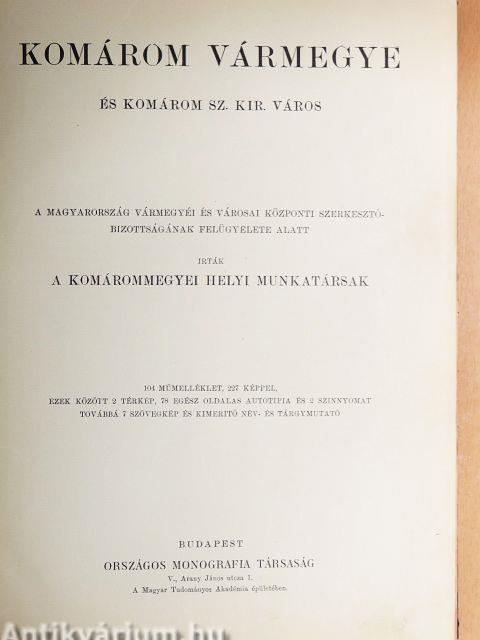 KOMÁROM VÁRMEGYE
ÉS KOMÁROM SZ. KIR. VÁROS
A MAGYARORSZÁG VÁRMEGYÉI ÉS VÁROSAI KÖZPONTI SZERKESZTŐ-
BIZOTTSÁGÁNAK FELÜGYELETE ALATT
IRTÁK
A KOMÁROMMEGYEI HELYI MUNKATÁRSAK
104 MŰMELLÉKLET, 227 KÉPPEL,
EZEK KÖZÖTT 2 TÉRKÉP, 78 EGÉSZ OLDALAS AUTOTIPIA ÉS 2 SZINNYOMAT
TOVÁBBÁ 7 SZÖVEGKÉP ÉS KIMERITŐ NÉV- ÉS TÁRGYMUTATÓ
BUDAPEST
ORSZÁGOS MONOGRAFIA TÁRSASÁG
V., Arany János utcza 1.
A Magyar Tudományos Akadémia épületében.
Antikvárium.hu